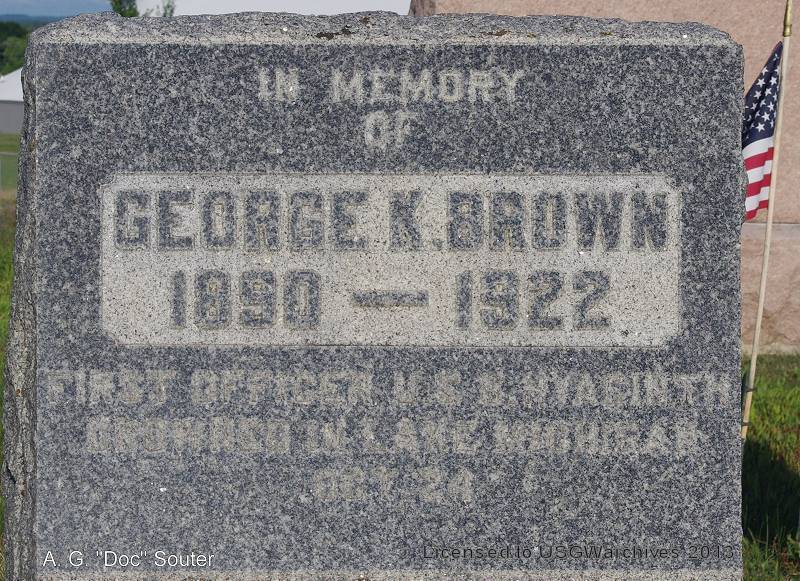 IN MEMORY
OF
GEORGE K. BROWN
1890 — 1922
FIRST OFFICER U.S.S. HYACINTH
DROWNED IN LAKE MICHIGAN
OCT. 24
A. G. "Doc" Souter
Licensed to USGWarchives 2013